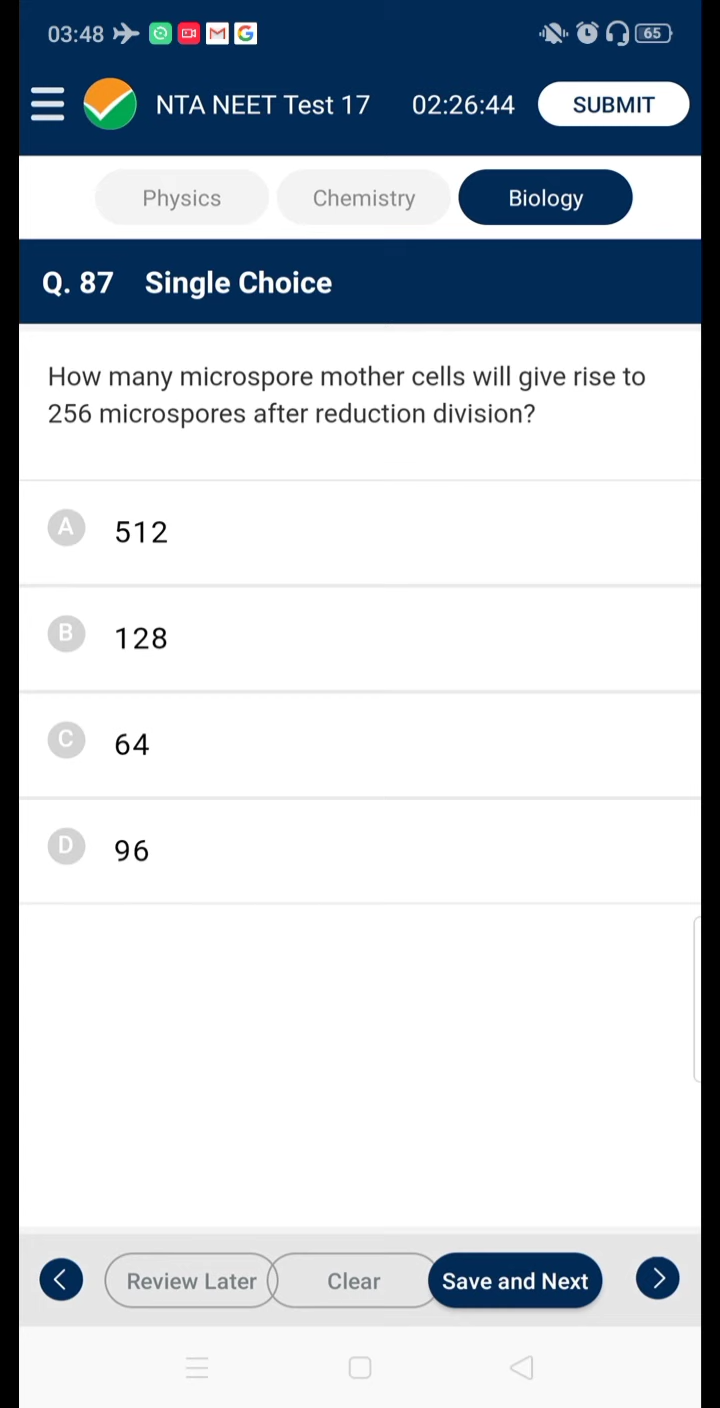 03:48 65
NTA NEET Test 17 02:26:44 SUBMIT
Physics Chemistry Biology
Q. 87 Single Choice
How many microspore mother cells will give rise to
256 microspores after reduction division?
A 512
B 128
C 64
D 96
Review Later Clear Save and Next